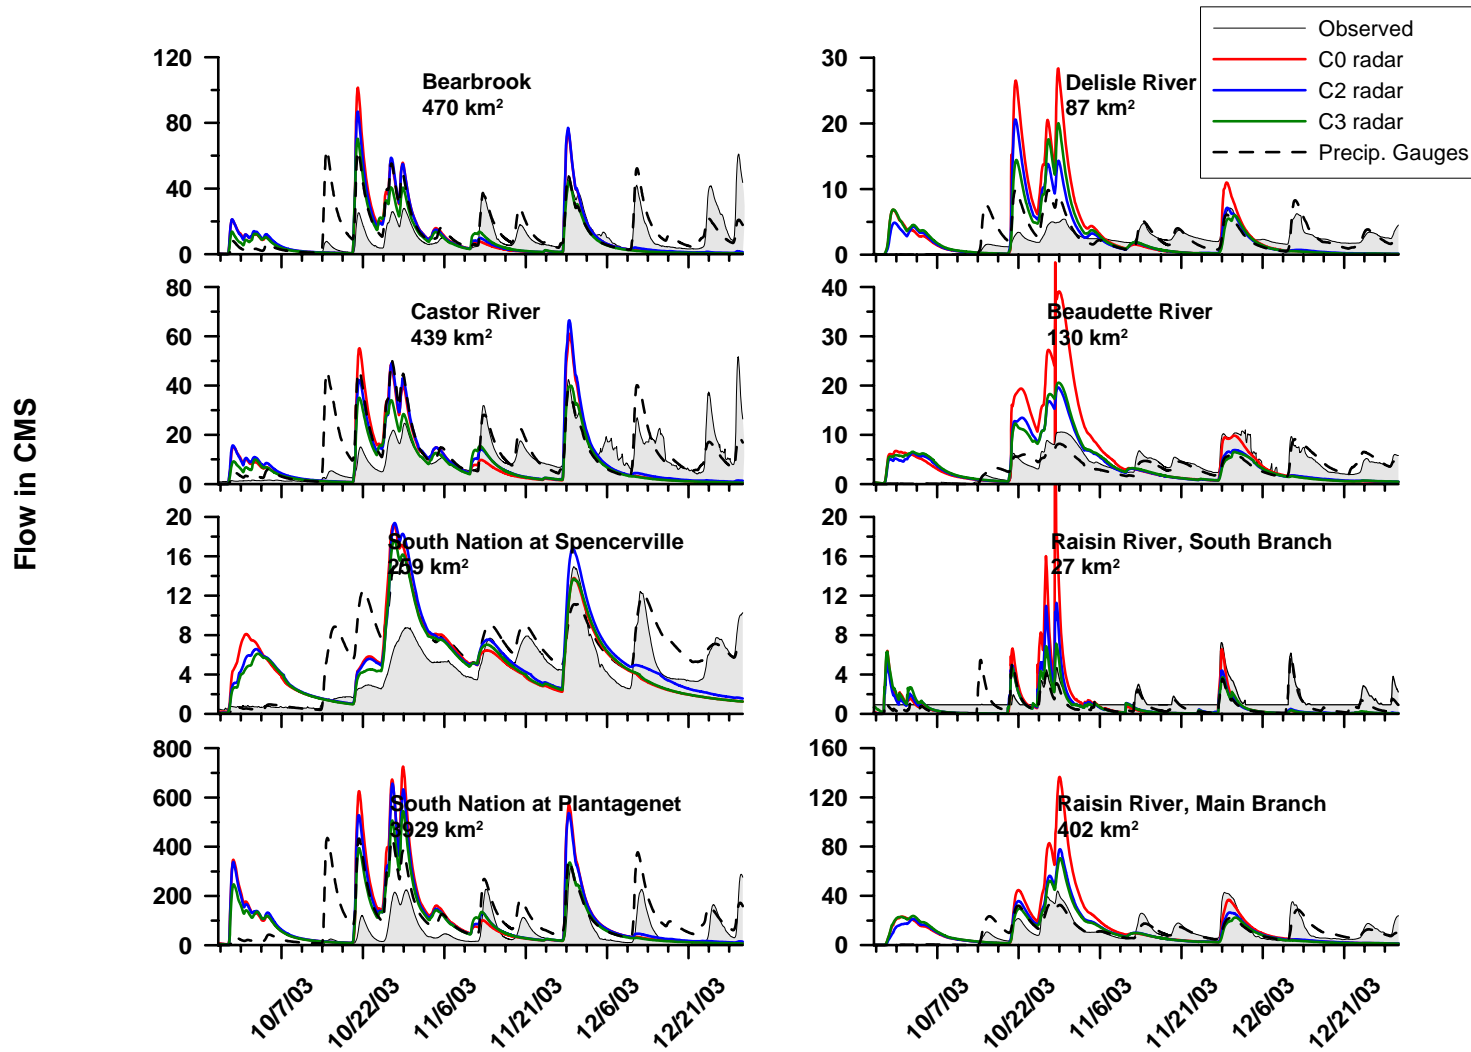 Observed
C0 radar
C2 radar
C3 radar
Precip. Gauges
Flow in CMS
Bearbrook
470 km²
120
80
40
0
Delisle River
87 km²
30
20
10
0
Castor River
439 km²
80
60
40
20
0
Beaudette River
130 km²
40
30
20
10
0
South Nation at Spencerville
259 km²
20
16
12
8
4
0
Raisin River, South Branch
27 km²
20
16
12
8
4
0
South Nation at Plantagenet
3929 km²
800
600
400
200
0
Raisin River, Main Branch
402 km²
160
120
80
40
0
10/7/03
10/22/03
11/6/03
11/21/03
12/6/03
12/21/03
10/7/03
10/22/03
11/6/03
11/21/03
12/6/03
12/21/03